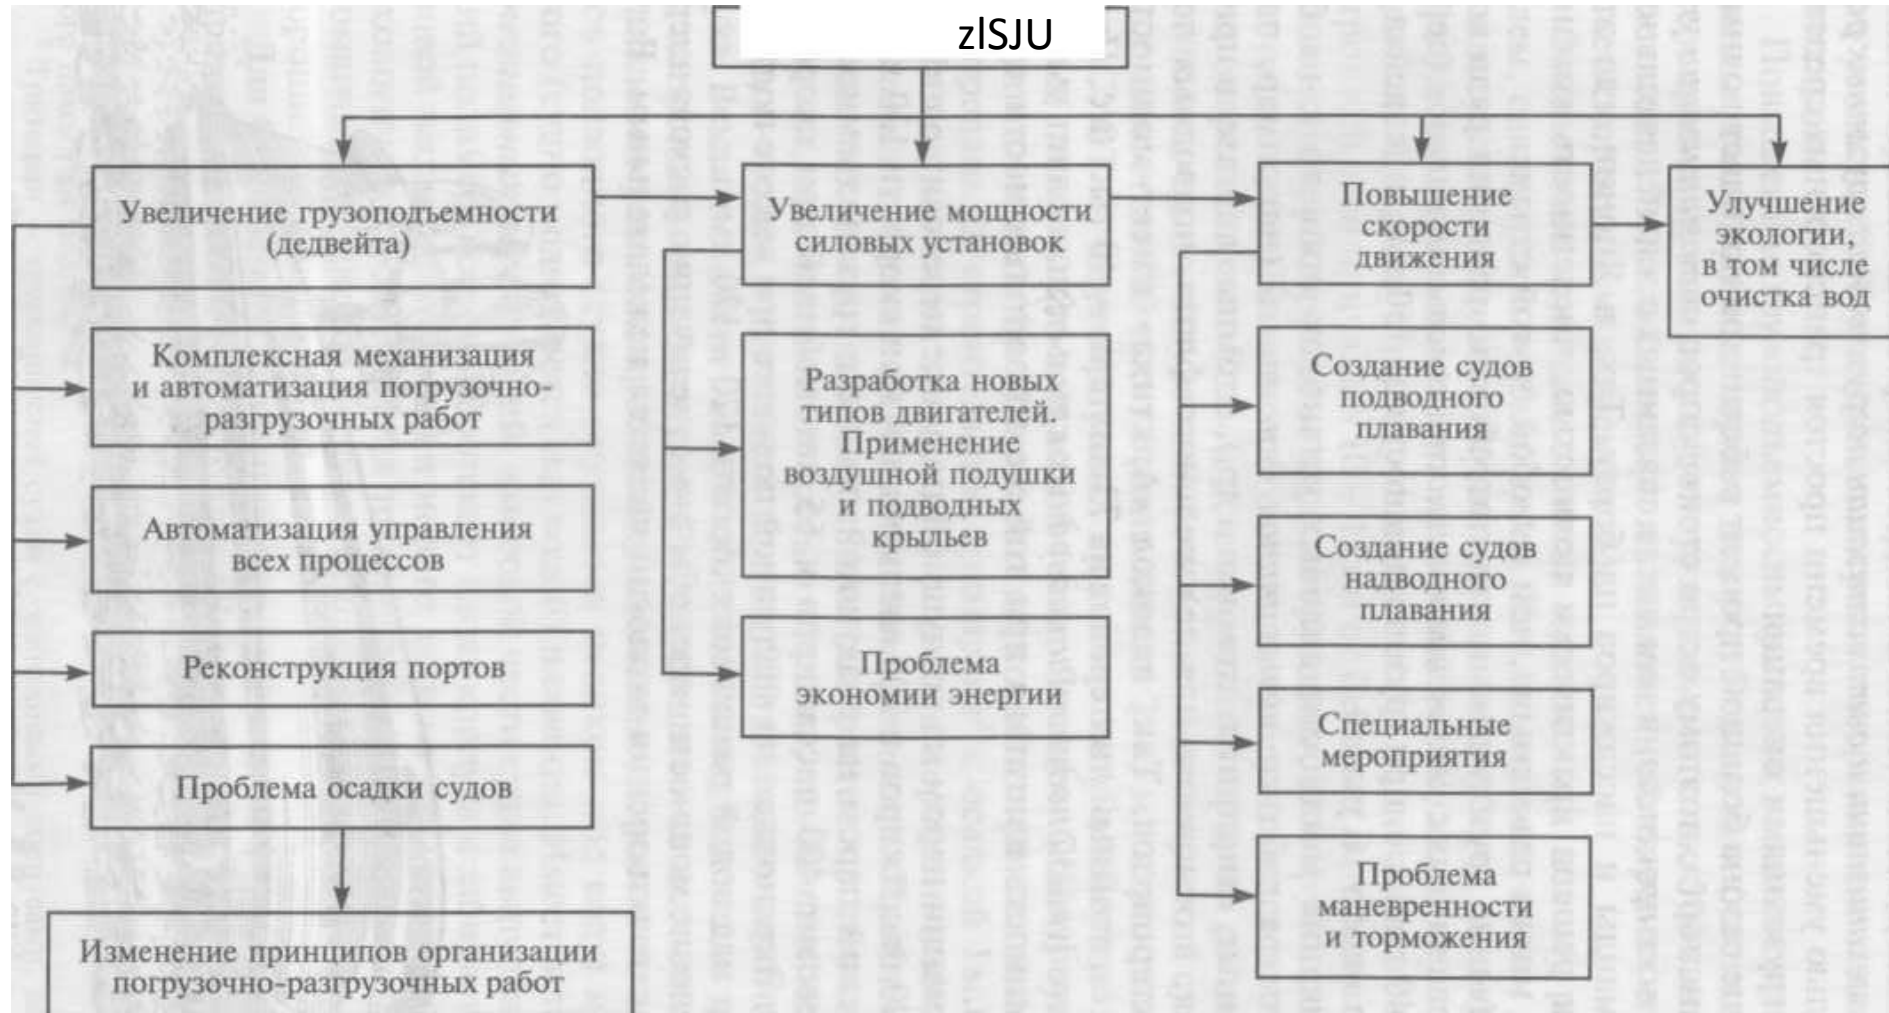 zlSJU
Увеличение грузоподъемности
(дедвейта)
Увеличение мощности
силовых установок
Повышение
скорости
движения
Улучшение
экологии,
в том числе
очистка вод
Комплексная механизация
и автоматизация погрузочно-
разгрузочных работ
Автоматизация управления
всех процессов
Реконструкция портов
Проблема осадки судов
Изменение принципов организации
погрузочно-разгрузочных работ
Разработка новых
типов двигателей.
Применение
воздушной подушки
и подводных
крыльев
Проблема
экономии энергии
Создание судов
подводного
плавания
Создание судов
надводного
плавания
Специальные
мероприятия
Проблема
маневренности
и торможения